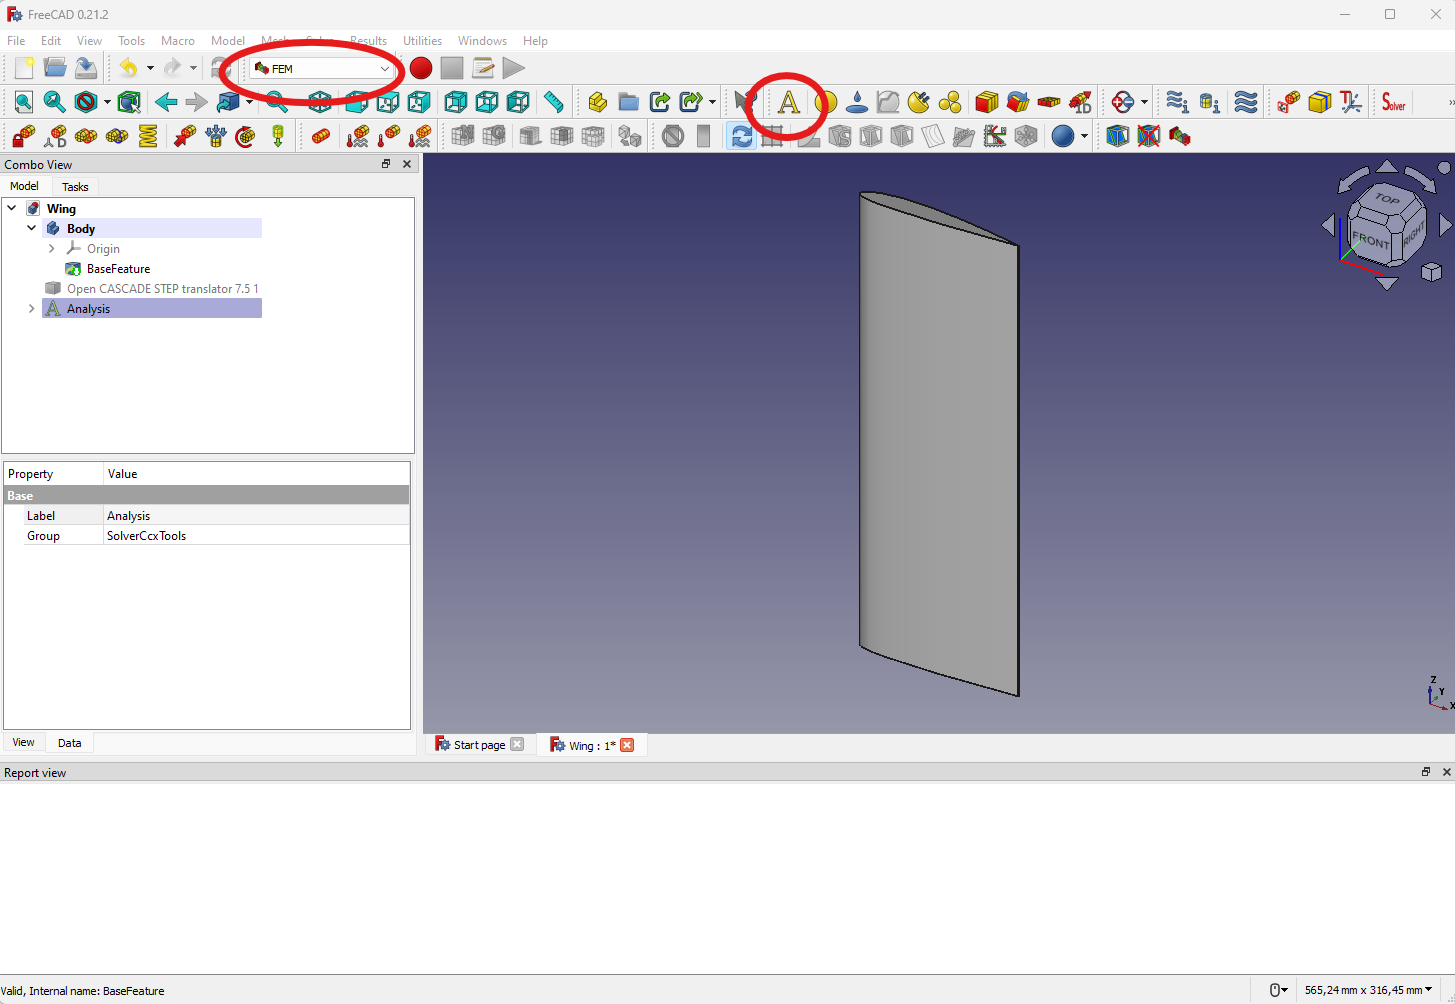 FreeCAD 0.21.2
File Edit View Tools Macro Model Mesh Solve Results Utilities Windows Help
FEM
A
1D
Solver
D
Combo View
Model Tasks
Wing
Body
Origin
BaseFeature
Open CASCADE STEP translator 7.5 1
A Analysis
Property Value
Base
Label Analysis
Group SolverCcxTools
View Data
TOP
FRONT
RIGHT
Z
Y
X
Start page
Wing : 1*
Report view
Valid, Internal name: BaseFeature
565,24 mm x 316,45 mm